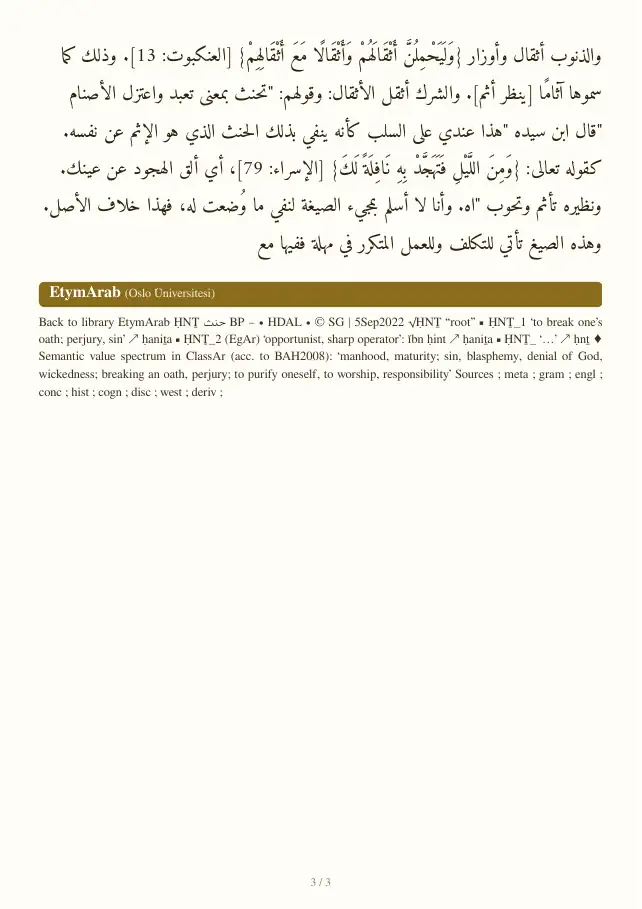 والذنوب أثقال وأوزار {وَلَيَحْمِلُنَّ أَثْقَالَهُمْ وَأَثْقَالًا مَعَ أَثْقَالِهِمْ} [العنكبوت: 13]. وذلك كما
سموها آثامًا [ينظر أثم]. والشرك أثقل الأثقال: وقولهم: "تحنث بمعنى تعبد واعتزل الأصنام
"قال ابن سيده "هذا عندي على السلب كأنه ينفي بذلك الحنث الذي هو الإثم عن نفسه.
كقوله تعالى: {وَمِنَ اللَّيْلِ فَتَهَجَّدْ بِهِ نَافِلَةً لَكَ} [الإسراء: 79]، أي ألق الهجود عن عينك.
ونظيره تأثم وتحوب "اه. وأنا لا أسلم بمجيء الصيغة لنفي ما وُضعت له، فهذا خلاف الأصل.
وهذه الصيغ تأتي للتكلف وللعمل المتكرر في مهلة ففيها مع
EtymArab (Oslo Üniversitesi)
Back to library EtymArab ḤNṮ حنث BP – • HDAL • © SG | 5Sep2022 √ḤNṮ “root” ▪ ḤNṮ_1 ‘to break one’s
oath; perjury, sin’ ↗ ḥaniṯa ▪ ḤNṮ_2 (EgAr) ‘opportunist, sharp operator’: ĭbn ḥint ↗ ḥaniṯa ▪ ḤNṮ_ ‘…’ ↗ ḥnṯ ♦
Semantic value spectrum in ClassAr (acc. to BAH2008): ‘manhood, maturity; sin, blasphemy, denial of God,
wickedness; breaking an oath, perjury; to purify oneself, to worship, responsibility’ Sources ; meta ; gram ; engl ;
conc ; hist ; cogn ; disc ; west ; deriv ;
3 / 3